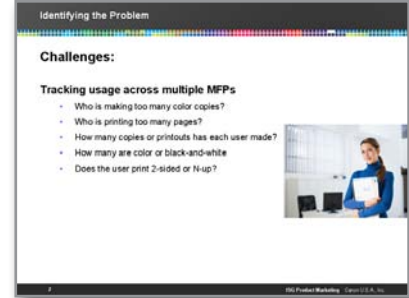 Identifying the Problem
Challenges:
Tracking usage across multiple MFPs
• Who is making too many color copies?
• Who is printing too many pages?
• How many copies or printouts has each user made?
• How many are color or black-and-white
• Does the user print 2-sided or N-up?
2
ISG Product Marketing Canon U.S.A., Inc.